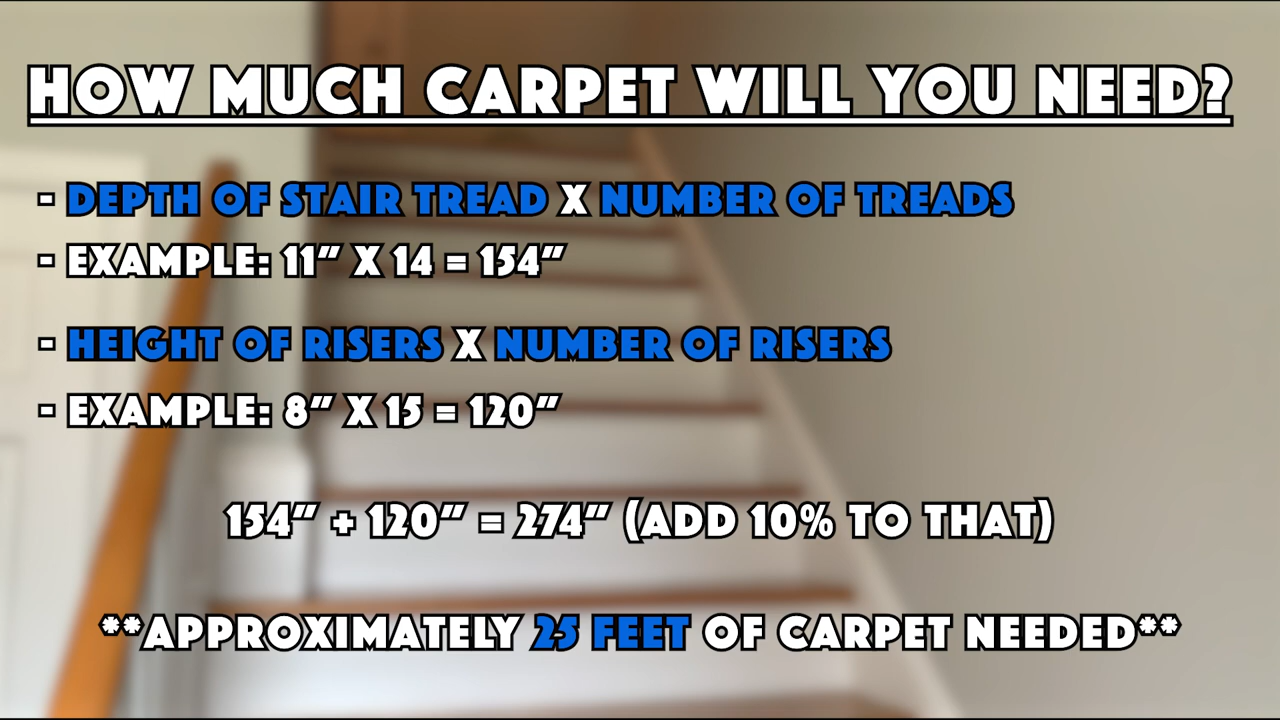 HOW MUCH CARPET WILL YOU NEED?
- DEPTH OF STAIR TREAD X NUMBER OF TREADS
- EXAMPLE: 11" X 14 = 154"
- HEIGHT OF RISERS X NUMBER OF RISERS
- EXAMPLE: 8" X 15 = 120"
154" + 120" = 274" (ADD 10% TO THAT)
**APPROXIMATELY 25 FEET OF CARPET NEEDED**